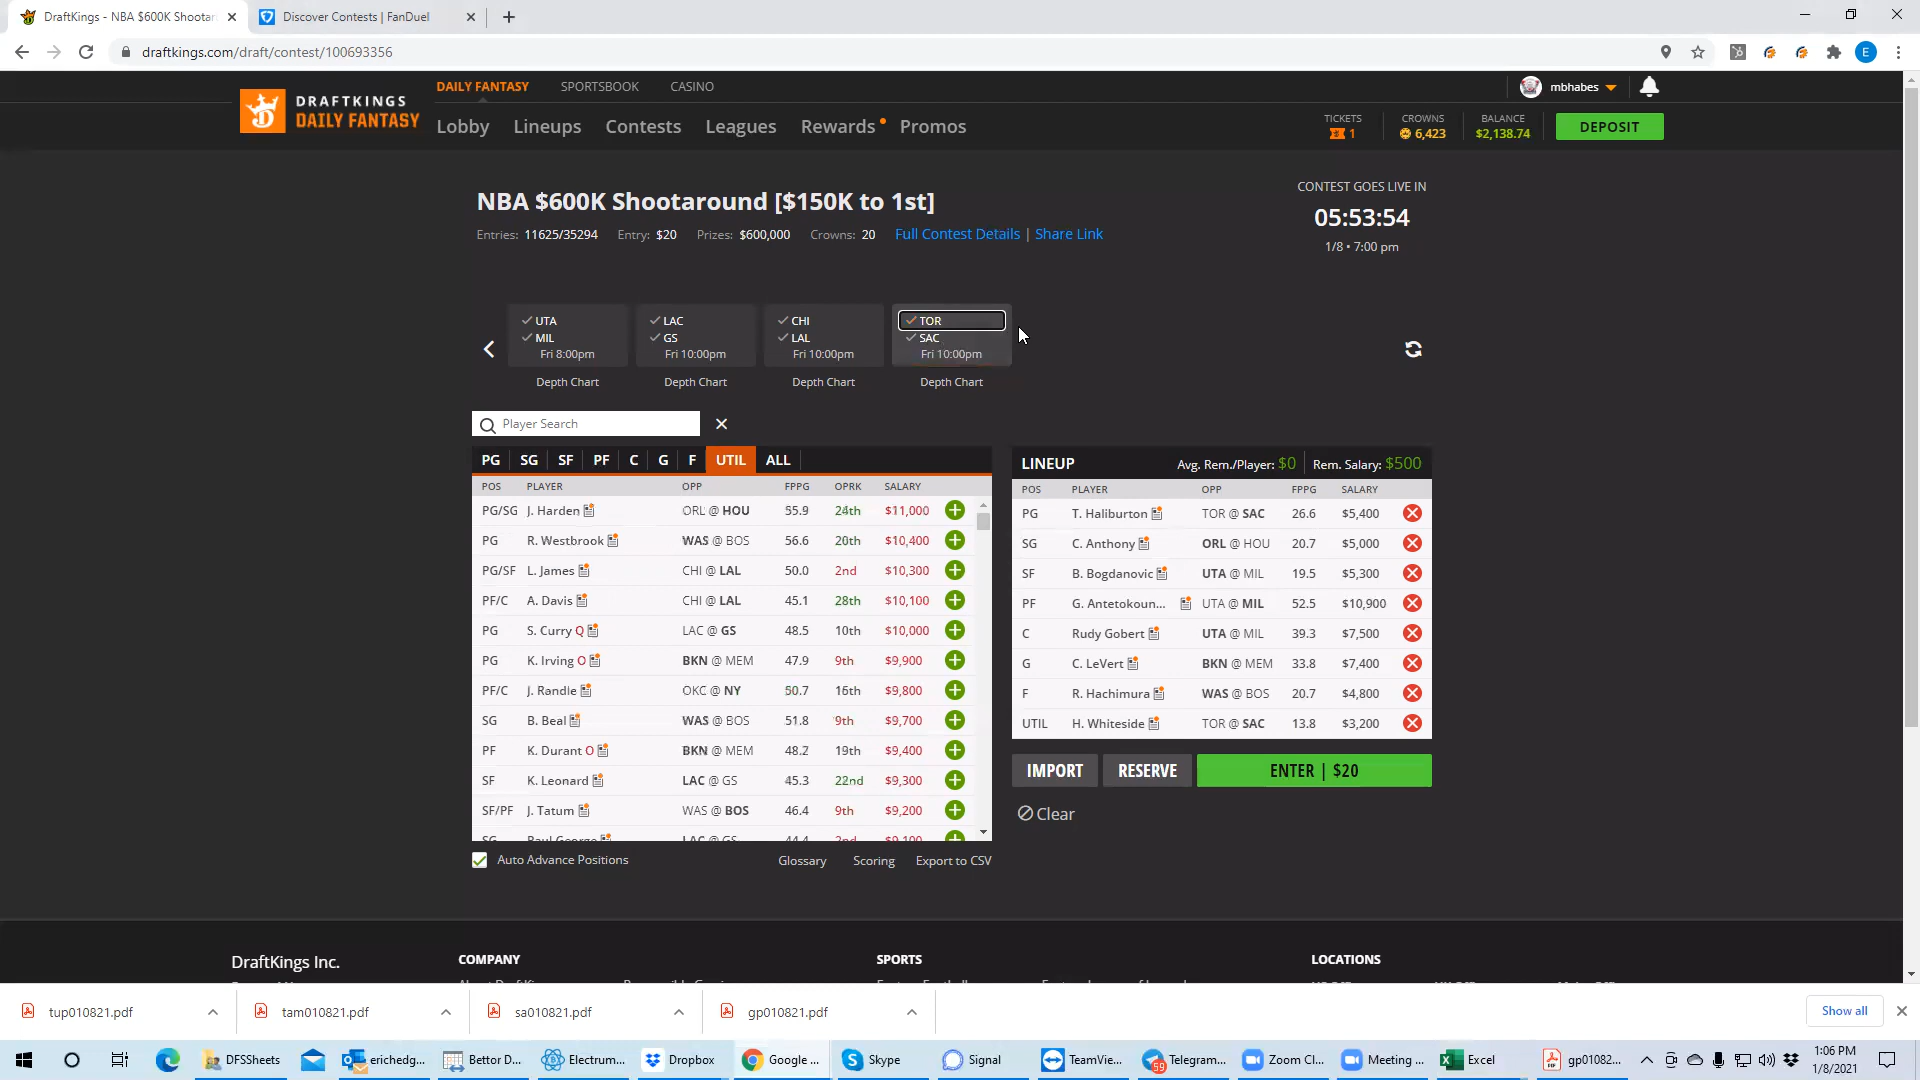 DraftKings - NBA $600K Shootaro
Discover Contests | FanDuel
draftkings.com/draft/contest/100693356
E
DAILY FANTASY SPORTSBOOK CASINO
mbhabes
DRAFTKINGS
DAILY FANTASY
Lobby Lineups Contests Leagues Rewards Promos
TICKETS
1
CROWNS
6,423
BALANCE
$2,138.74
DEPOSIT
NBA $600K Shootaround [$150K to 1st]
Entries: 11625/35294 Entry: $20 Prizes: $600,000 Crowns: 20 Full Contest Details | Share Link
CONTEST GOES LIVE IN
05:53:54
1/8 • 7:00 pm
UTA
MIL
Fri 8:00pm
Depth Chart
LAC
GS
Fri 10:00pm
Depth Chart
CHI
LAL
Fri 10:00pm
Depth Chart
TOR
SAC
Fri 10:00pm
Depth Chart
Player Search
PG SG SF PF C G F UTIL ALL
POS PLAYER OPP FPPG OPRK SALARY
PG/SG J. Harden ORL @ HOU 55.9 24th $11,000
PG R. Westbrook WAS @ BOS 56.6 20th $10,400
PG/SF L. James CHI @ LAL 50.0 2nd $10,300
PF/C A. Davis CHI @ LAL 45.1 28th $10,100
PG S. Curry Q LAC @ GS 48.5 10th $10,000
PG K. Irving O BKN @ MEM 47.9 9th $9,900
PF/C J. Randle OKC @ NY 50.7 16th $9,800
SG B. Beal WAS @ BOS 51.8 9th $9,700
PF K. Durant O BKN @ MEM 48.2 19th $9,400
SF K. Leonard LAC @ GS 45.3 22nd $9,300
SF/PF J. Tatum WAS @ BOS 46.4 9th $9,200
SG Paul George LAC @ GS 44.4 2nd $9,100
Auto Advance Positions
Glossary Scoring Export to CSV
LINEUP Avg. Rem./Player: $0 Rem. Salary: $500
POS PLAYER OPP FPPG SALARY
PG T. Haliburton TOR @ SAC 26.6 $5,400
SG C. Anthony ORL @ HOU 20.7 $5,000
SF B. Bogdanovic UTA @ MIL 19.5 $5,300
PF G. Antetokoun... UTA @ MIL 52.5 $10,900
C Rudy Gobert UTA @ MIL 39.3 $7,500
G C. LeVert BKN @ MEM 33.8 $7,400
F R. Hachimura WAS @ BOS 20.7 $4,800
UTIL H. Whiteside TOR @ SAC 13.8 $3,200
IMPORT RESERVE ENTER | $20
Clear
DraftKings Inc.
COMPANY
SPORTS
LOCATIONS
tup010821.pdf
tam010821.pdf
sa010821.pdf
gp010821.pdf
Show all
DFSSheets
erichedg...
Bettor D...
Electrum...
Dropbox
Google ...
Skype
Signal
TeamVie...
59
Telegram...
Zoom Cl...
Meeting ...
Excel
gp01082...
1:06 PM
1/8/2021